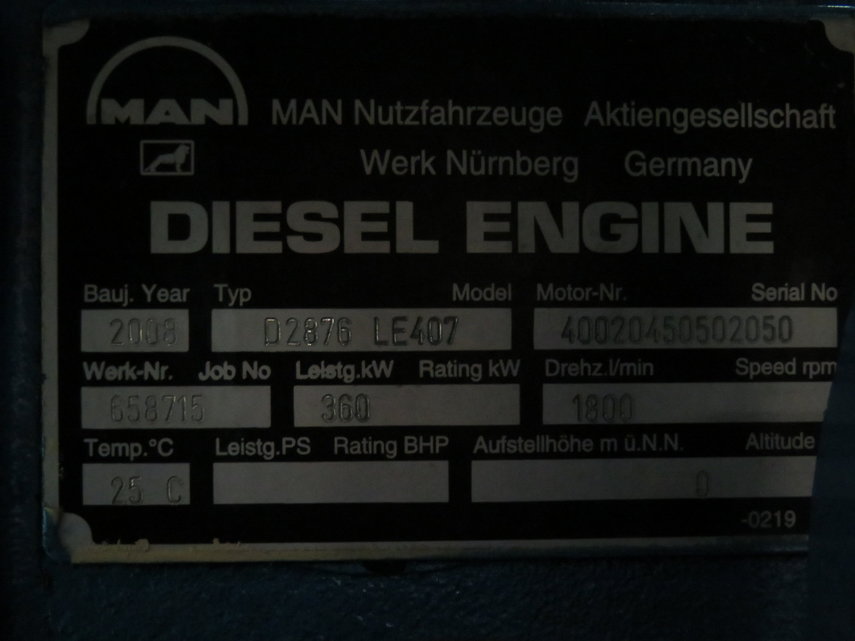 MAN MAN Nutzfahrzeuge Aktiengesellschaft
Werk Nürnberg Germany
DIESEL ENGINE
Bauj. Year Typ Model Motor-Nr. Serial No
2008 D2876 LE407 40020450502050
Werk-Nr. Job No Leistg.kW Rating kW Drehz.l/min Speed rpm
658715 360 1800
Temp.°C Leistg.PS Rating BHP Aufstellhöhe m ü.N.N. Altitude
25 C 0
-0219